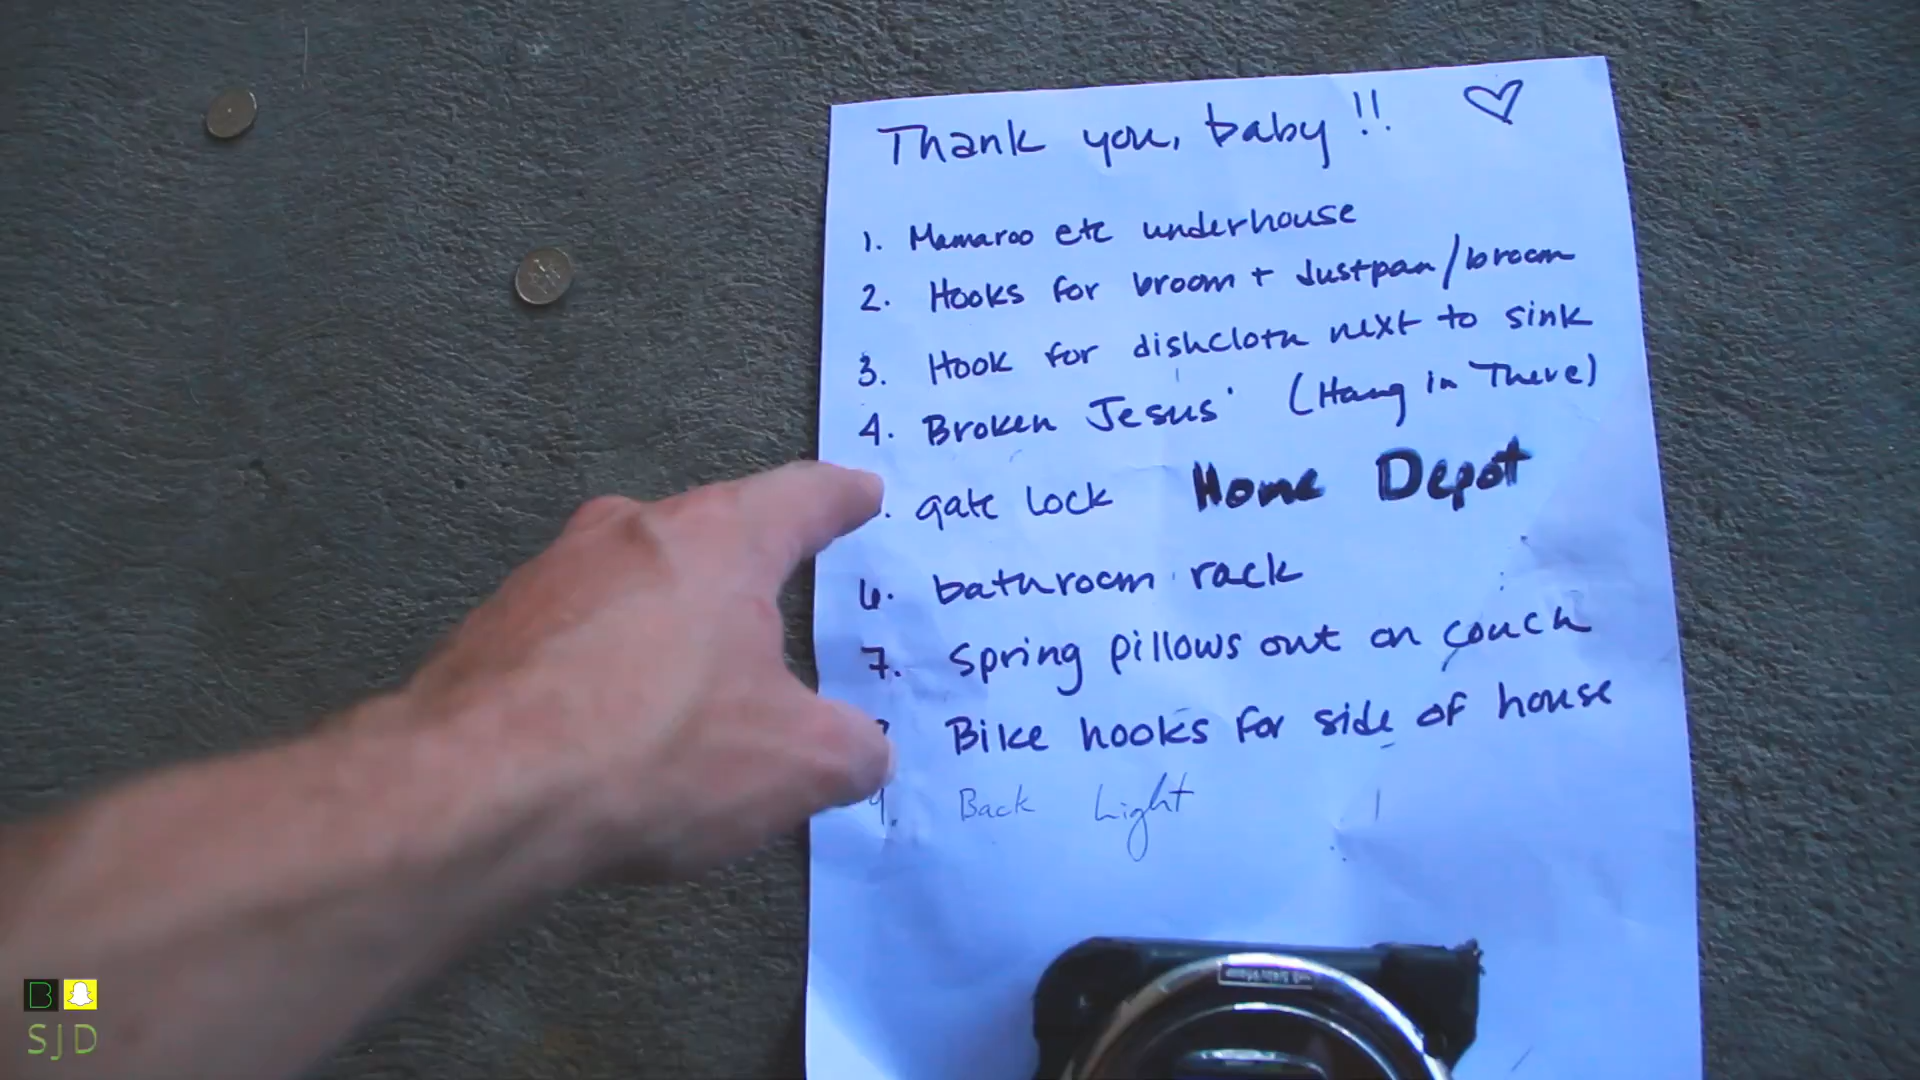 Thank you, baby !!
1. Mamaroo etc underhouse
2. Hooks for broom + dustpan/broom
3. Hook for dishcloth next to sink
4. Broken Jesus (Hang in There)
. gate lock Home Depot
6. bathroom rack
7. Spring pillows out on couch
Bike hooks for side of house
9. Back Light
B
SJD